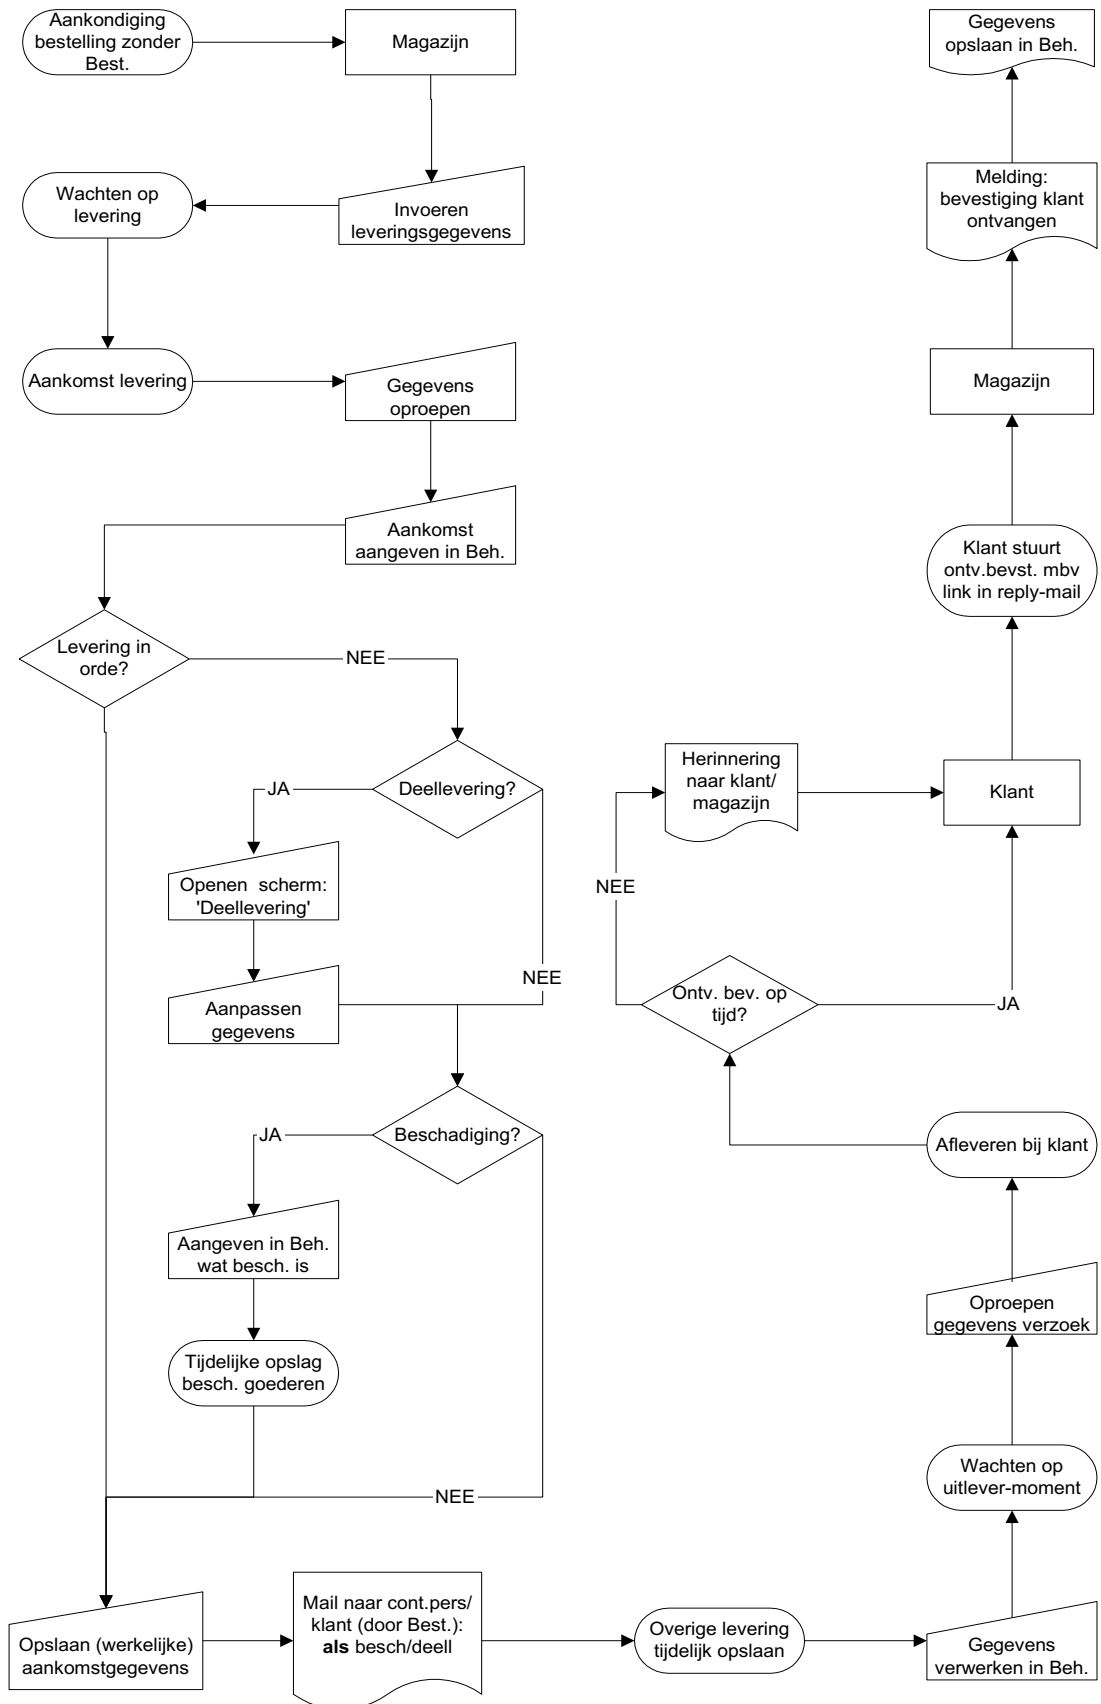 Aankondiging
bestelling zonder
Best.
Magazijn
Invoeren
leveringsgegevens
Wachten op
levering
Aankomst levering
Gegevens
oproepen
Aankomst
aangeven in Beh.
Levering in
orde?
NEE
Deellevering?
JA
Openen scherm:
'Deellevering'
Aanpassen
gegevens
NEE
Beschadiging?
JA
Aangeven in Beh.
wat besch. is
Tijdelijke opslag
besch. goederen
NEE
Opslaan (werkelijke)
aankomstgegevens
Mail naar cont.pers/
klant (door Best.):
als besch/deell
Overige levering
tijdelijk opslaan
Gegevens
verwerken in Beh.
Wachten op
uitlever-moment
Oproepen
gegevens verzoek
Afleveren bij klant
Ontv. bev. op
tijd?
JA
NEE
Herinnering
naar klant/
magazijn
Klant
Klant stuurt
ontv.bevst. mbv
link in reply-mail
Magazijn
Melding:
bevestiging klant
ontvangen
Gegevens
opslaan in Beh.